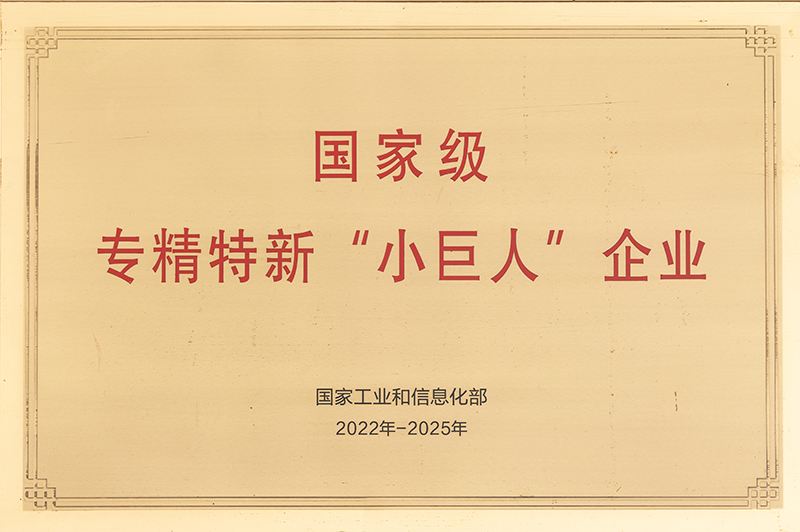 国家级
专精特新“小巨人”企业
国家工业和信息化部
2022年-2025年